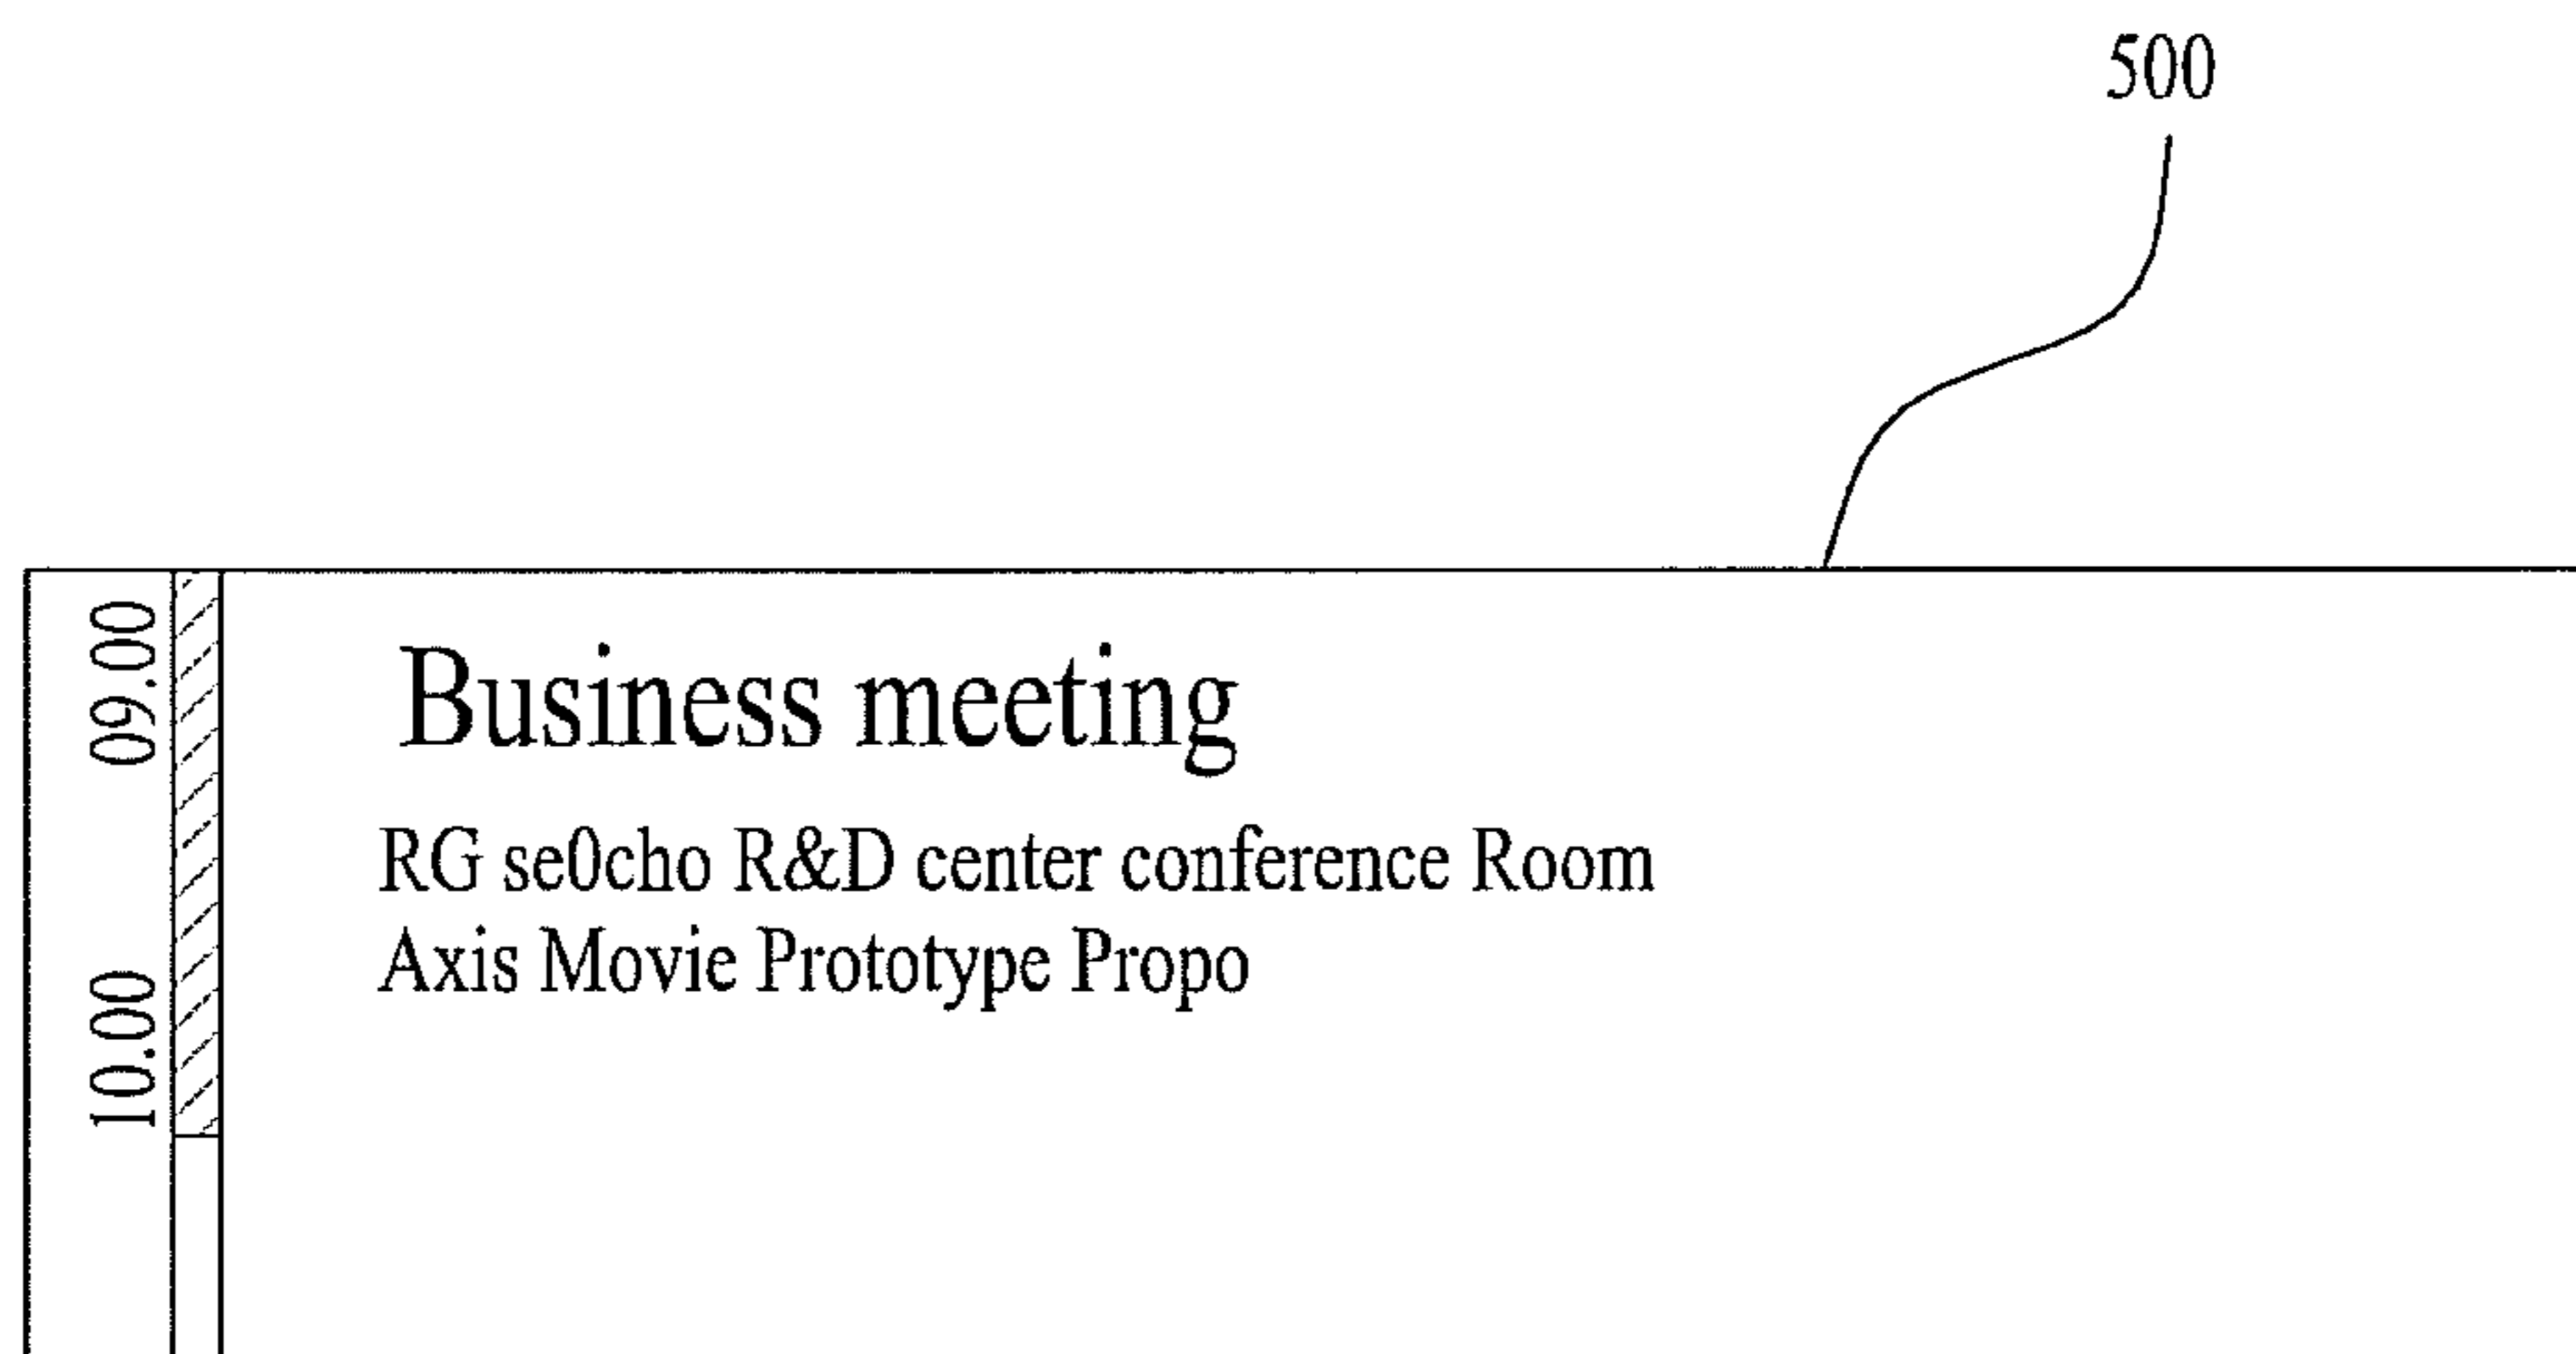 500
09.00
Business meeting
RG se0cho R&D center conference Room
Axis Movie Prototype Propo
10.00